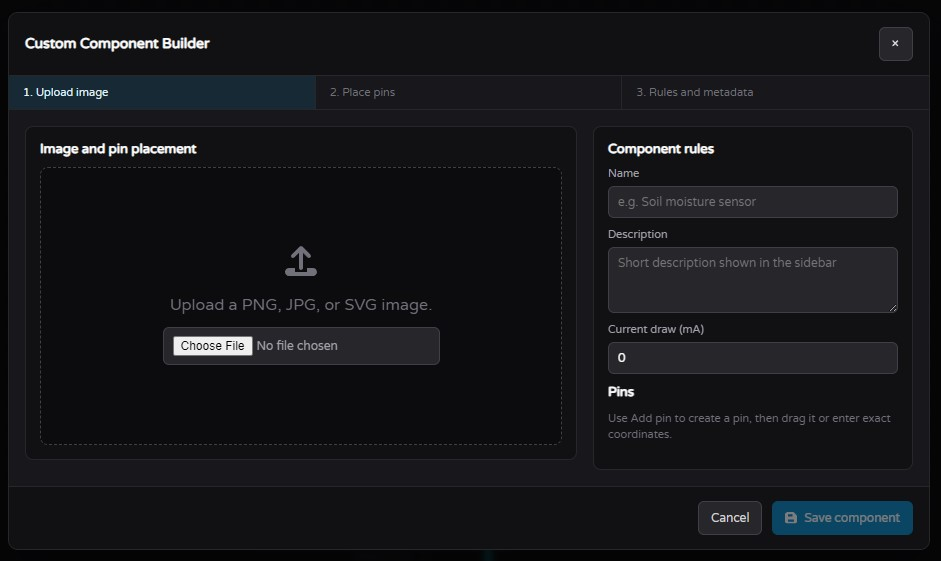 Custom Component Builder
×
1. Upload image
2. Place pins
3. Rules and metadata
Image and pin placement
Upload a PNG, JPG, or SVG image.
Choose File No file chosen
Component rules
Name
e.g. Soil moisture sensor
Description
Short description shown in the sidebar
Current draw (mA)
0
Pins
Use Add pin to create a pin, then drag it or enter exact
coordinates.
Cancel
Save component